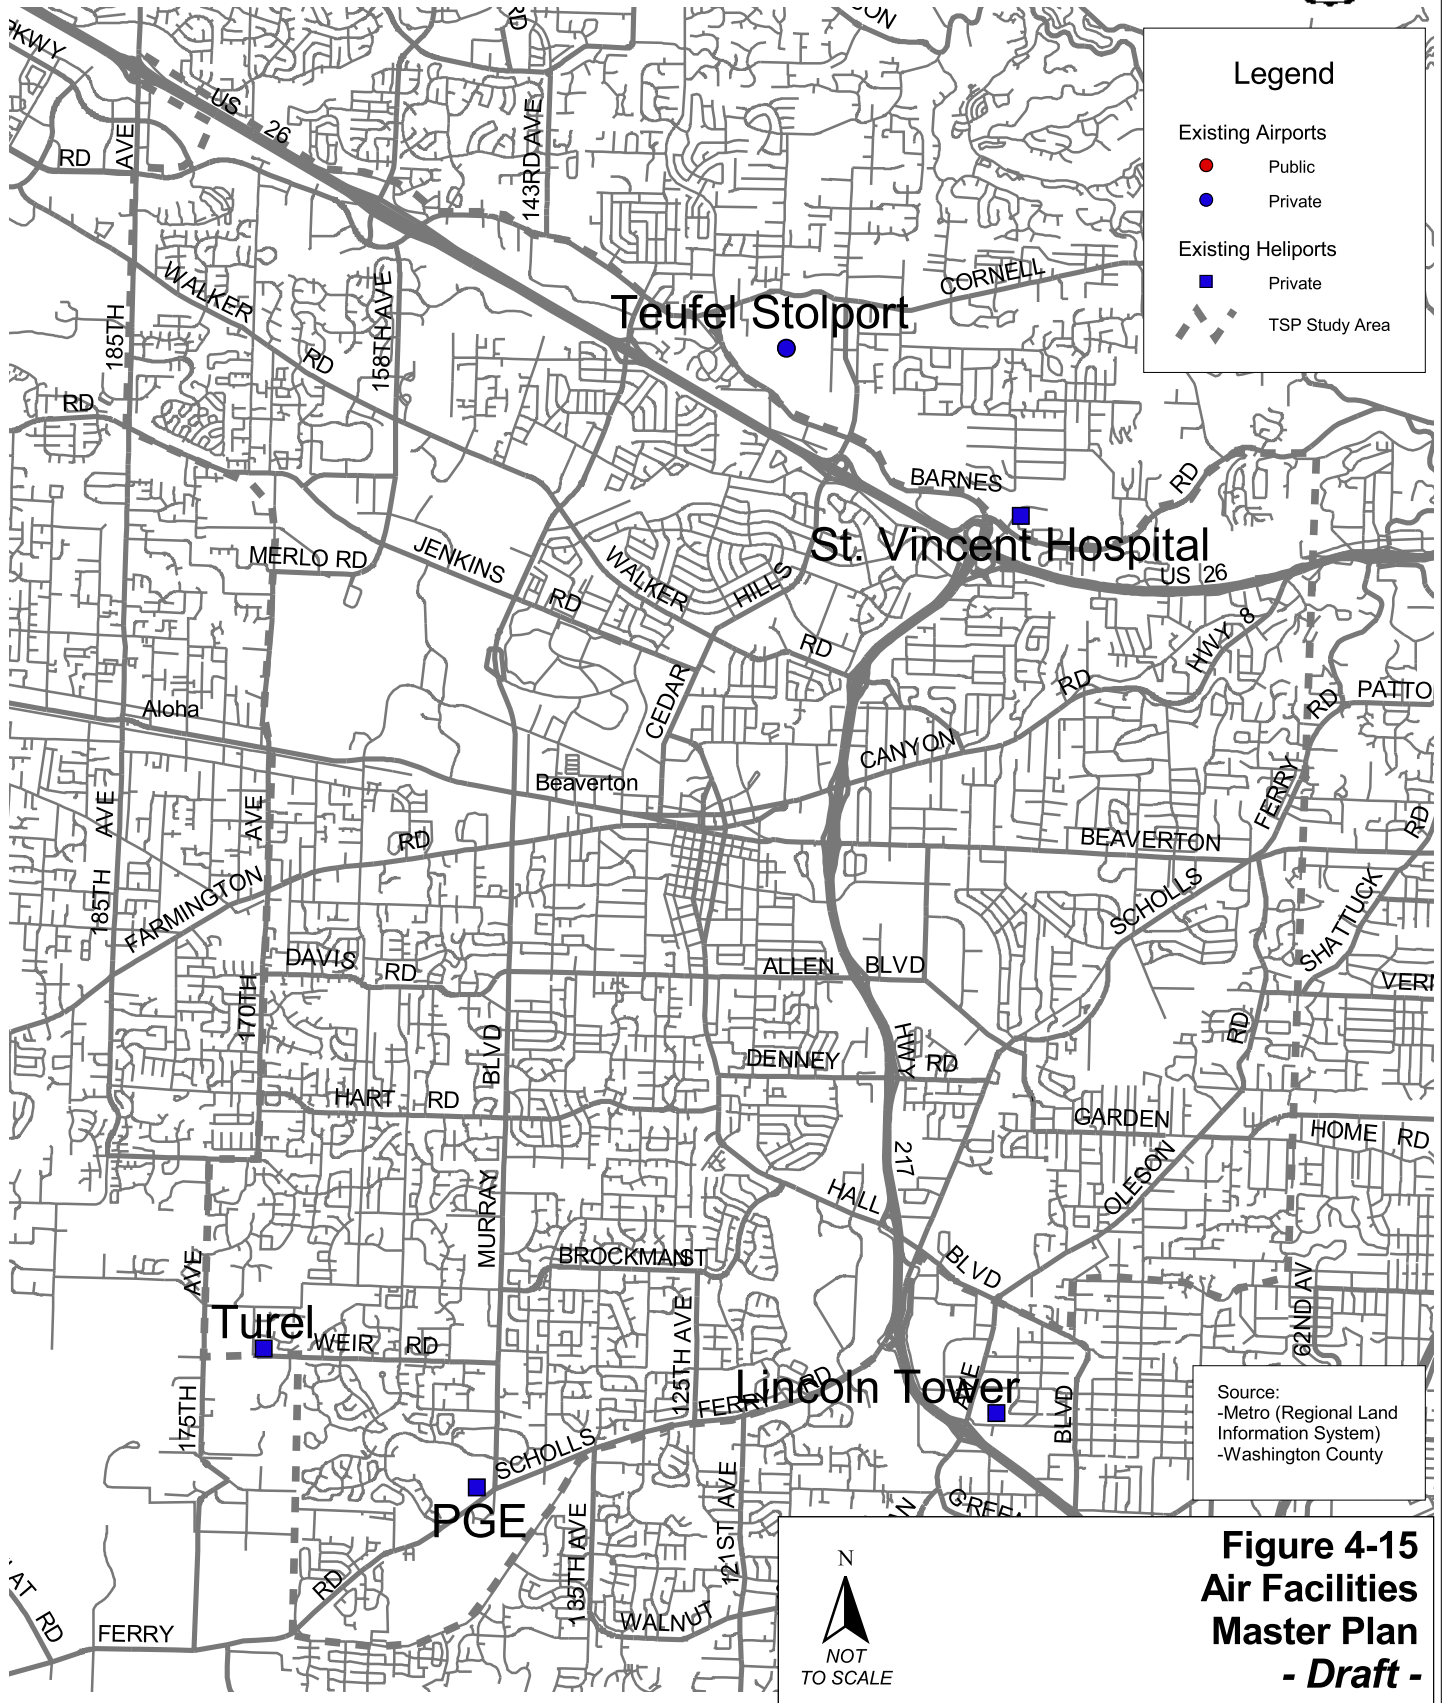 Legend
Existing Airports
Public
Private
Existing Heliports
Private
TSP Study Area
US 26
RD
AVE
143RD AVE
WALKER
RD
185TH
158TH AVE
CORNELL
Teufel Stolport
RD
BARNES
RD
St. Vincent Hospital
US 26
MERLO RD
JENKINS
RD
WALKER
RD
HILLS
CEDAR
HWY 8
RD
RD
PATTO
Aloha
CANYON
Beaverton
FERRY
RD
AVE
AVE
RD
BEAVERTON
185TH
FARMINGTON
SCHOLLS
SHATTUCK
DAVIS
RD
ALLEN
BLVD
170TH
BLVD
HWY
RD
DENNEY
RD
HART
RD
GARDEN
HOME RD
217
OLESON
MURRAY
HALL
BLVD
BROCKMAN ST
AVE
62ND AV
Turel
WEIR
RD
125TH AVE
175TH
Lincoln Tower
RD
FERRY
AVE
BLVD
SCHOLLS
PGE
121ST AVE
135TH AVE
RD
RD
FERRY
WALNUT
Source:
-Metro (Regional Land
Information System)
-Washington County
N
NOT
TO SCALE
Figure 4-15
Air Facilities
Master Plan
- Draft -